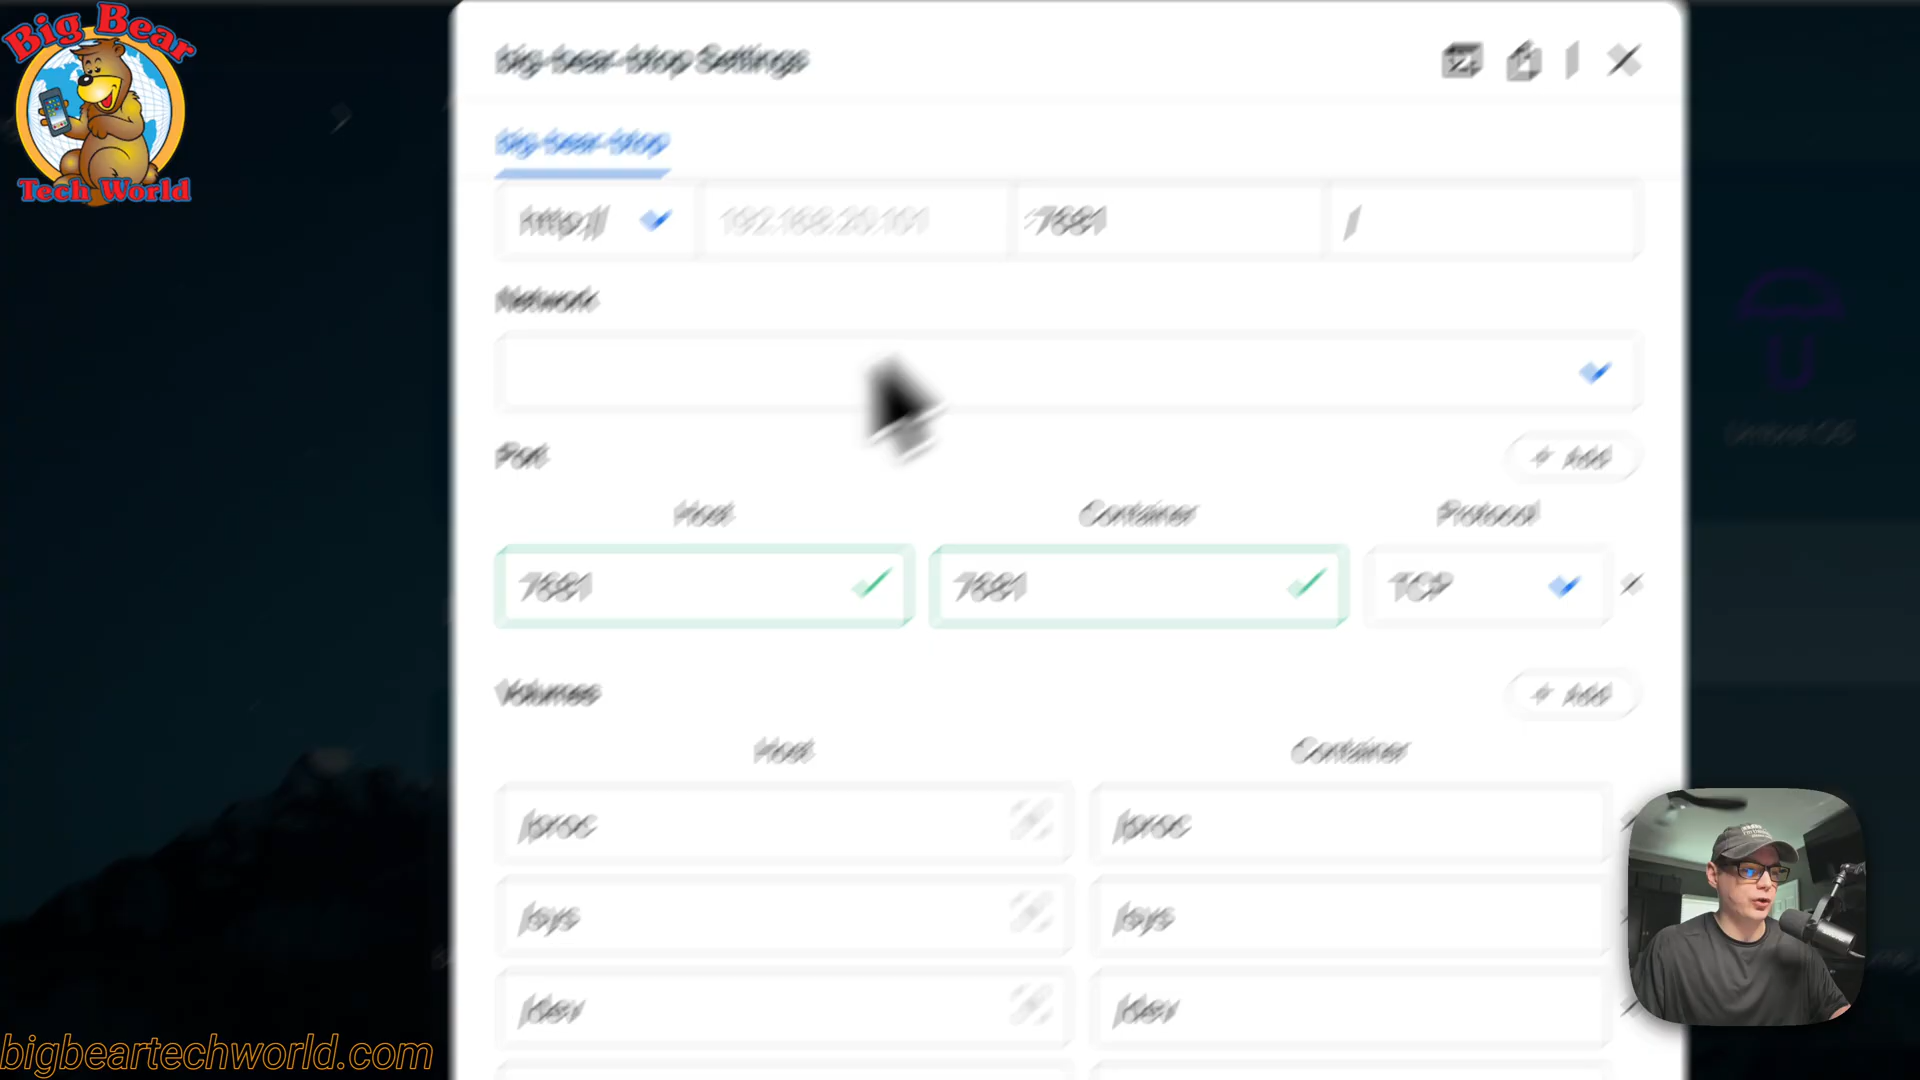 Big Bear
Tech World
big-bear-btop Settings
big-bear-btop
http:// 192.168.20.101 :7681 /
Network
Port + Add
Host Container Protocol
7681 7681 TCP
Volumes + Add
Host Container
/proc /proc
/sys /sys
/dev /dev
bigbeartechworld.com